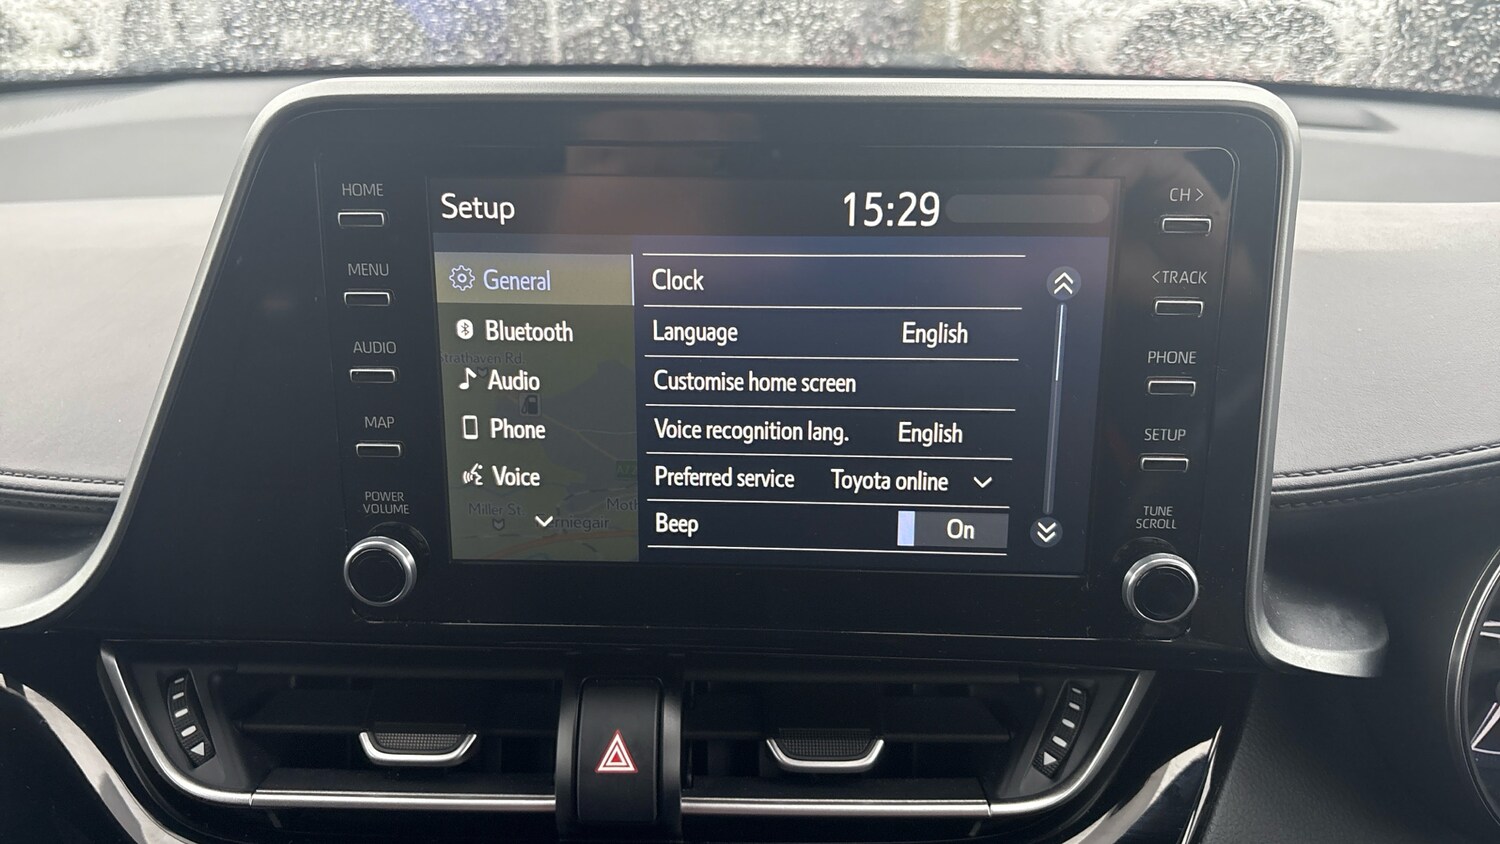 HOME
MENU
AUDIO
MAP
POWER
VOLUME
Setup
15:29
General
Bluetooth
Strathaven Rd
Audio
Phone
Voice
Miller St
Clock
Language English
Customise home screen
Voice recognition lang. English
Preferred service Toyota online
Beep On
CH >
< TRACK
PHONE
SETUP
TUNE
SCROLL